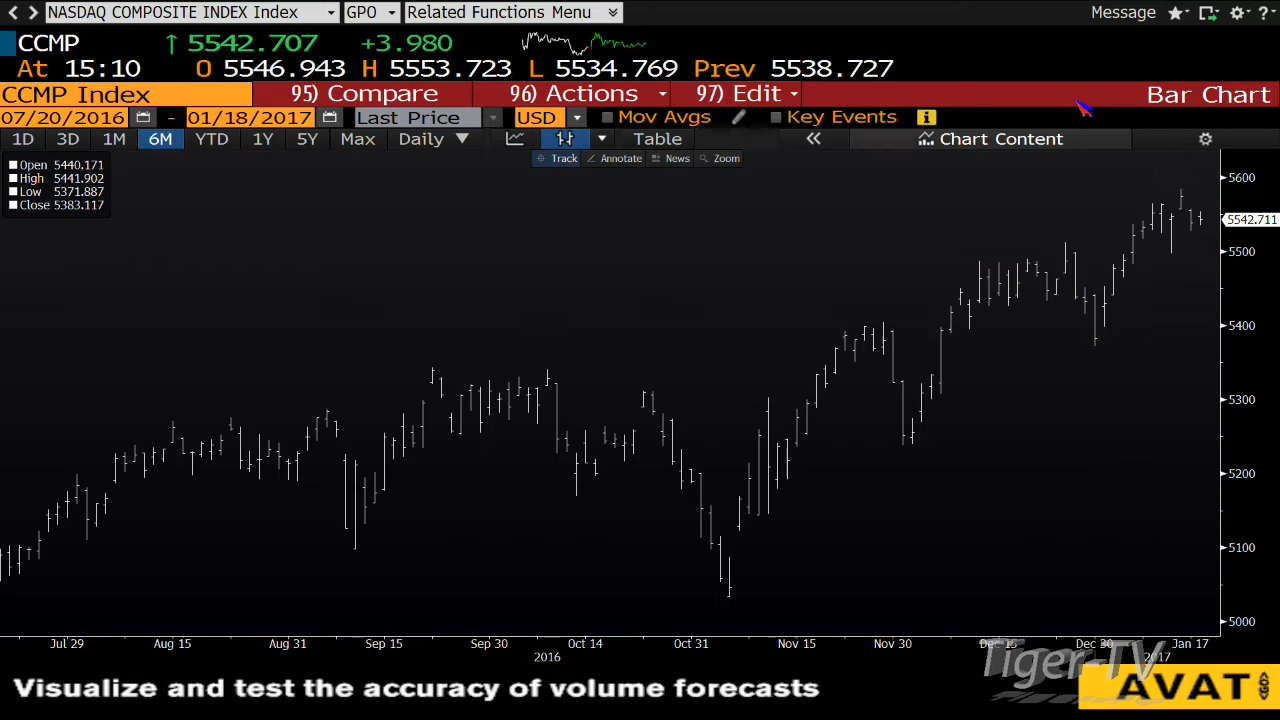 NASDAQ COMPOSITE INDEX Index GPO Related Functions Menu Message ?
CCMP ↑ 5542.707 +3.980
At 15:10 O 5546.943 H 5553.723 L 5534.769 Prev 5538.727
CCMP Index 95) Compare 96) Actions 97) Edit Bar Chart
07/20/2016 - 01/18/2017 Last Price USD Mov Avgs Key Events i
1D 3D 1M 6M YTD 1Y 5Y Max Daily Table « Chart Content
Track Annotate News Zoom
Open 5440.171
High 5441.902
Low 5371.887
Close 5383.117
5600
5542.711
5500
5400
5300
5200
5100
5000
Jul 29 Aug 15 Aug 31 Sep 15 Sep 30 Oct 14 Oct 31 Nov 15 Nov 30 Dec 15 Dec 30 Jan 17
2016 2017
Tiger-TV
Visualize and test the accuracy of volume forecasts AVAT <GO>